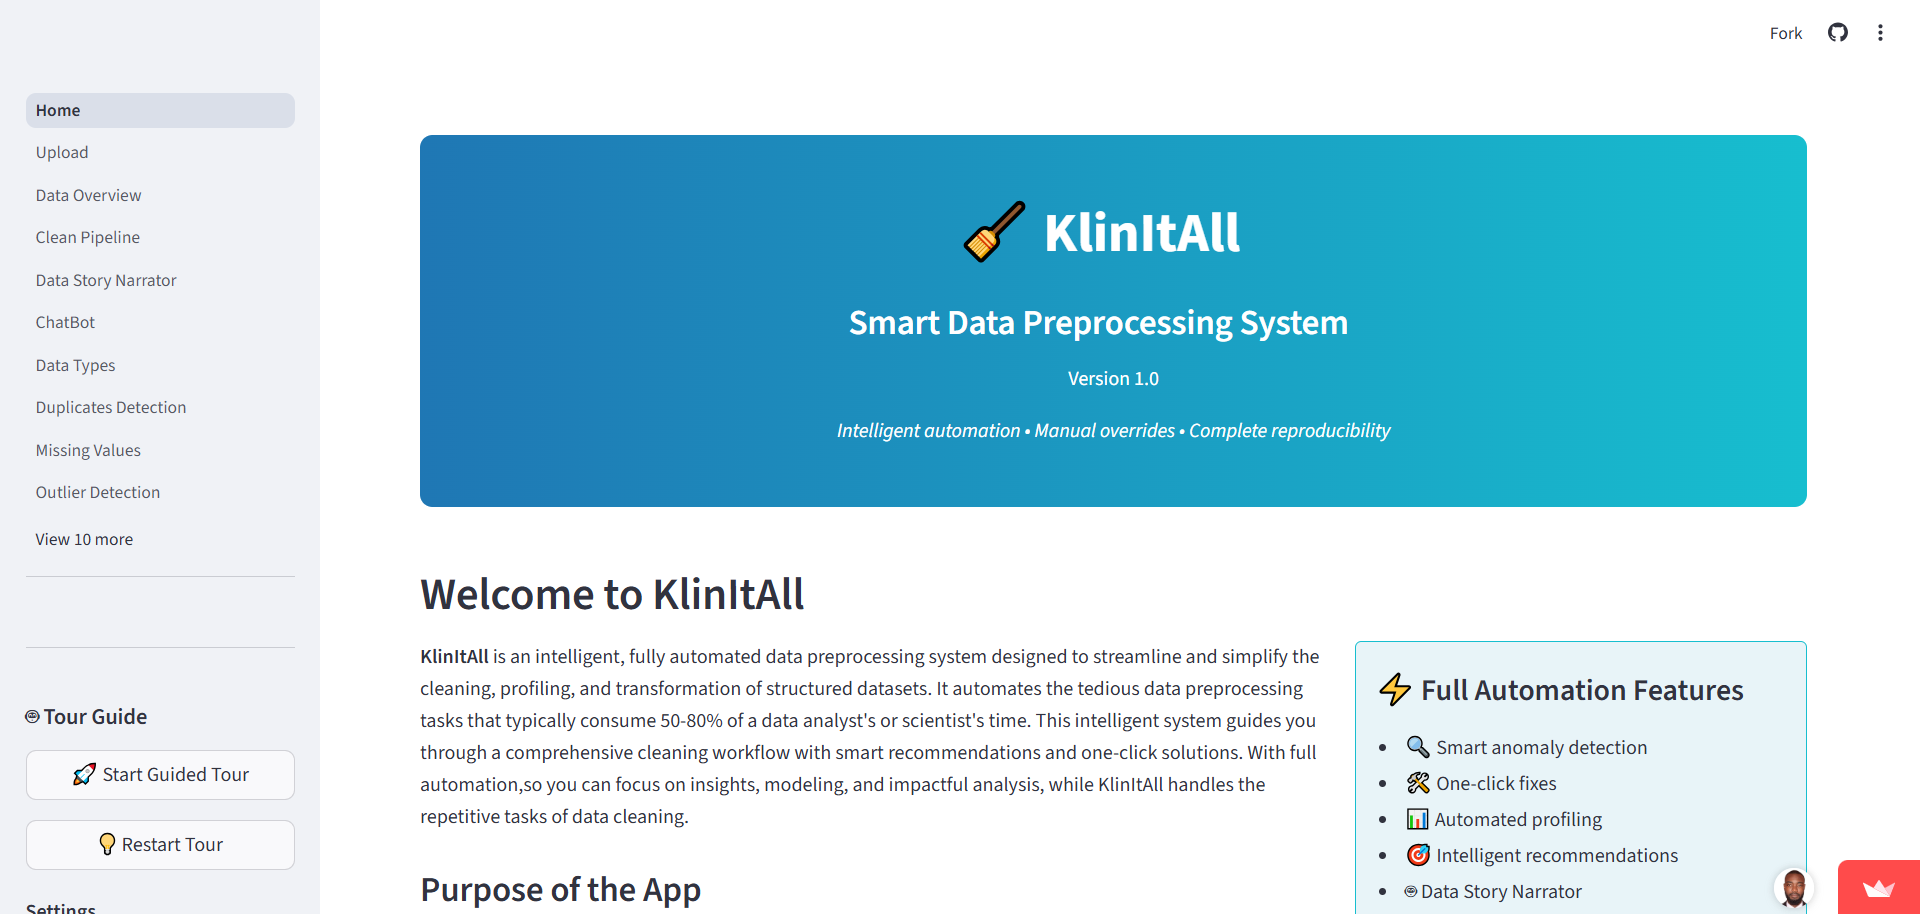 Fork
Home
Upload
Data Overview
Clean Pipeline
Data Story Narrator
ChatBot
Data Types
Duplicates Detection
Missing Values
Outlier Detection
View 10 more
Tour Guide
Start Guided Tour
Restart Tour
Settings
KlinItAll
Smart Data Preprocessing System
Version 1.0
Intelligent automation • Manual overrides • Complete reproducibility
Welcome to KlinItAll
KlinItAll is an intelligent, fully automated data preprocessing system designed to streamline and simplify the
cleaning, profiling, and transformation of structured datasets. It automates the tedious data preprocessing
tasks that typically consume 50-80% of a data analyst's or scientist's time. This intelligent system guides you
through a comprehensive cleaning workflow with smart recommendations and one-click solutions. With full
automation,so you can focus on insights, modeling, and impactful analysis, while KlinItAll handles the
repetitive tasks of data cleaning.
Purpose of the App
Full Automation Features
Smart anomaly detection
One-click fixes
Automated profiling
Intelligent recommendations
Data Story Narrator